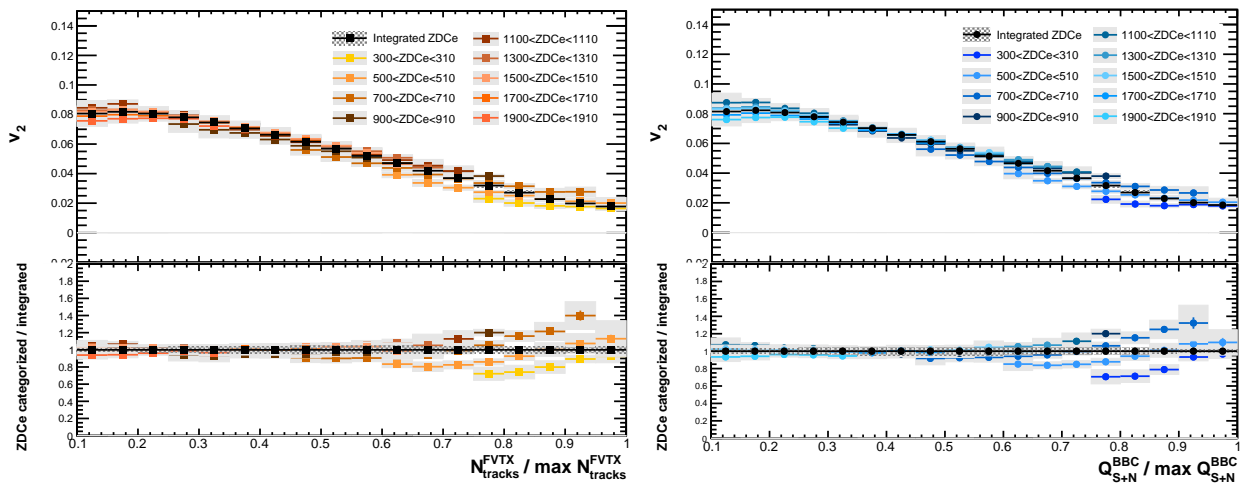 0.14
0.12
0.1
0.08
0.06
0.04
0.02
0
v2
Integrated ZDCe
300<ZDCe<310
500<ZDCe<510
700<ZDCe<710
900<ZDCe<910
1100<ZDCe<1110
1300<ZDCe<1310
1500<ZDCe<1510
1700<ZDCe<1710
1900<ZDCe<1910
2
1.8
1.6
1.4
1.2
1
0.8
0.6
0.4
0.2
0
ZDCe categorized / integrated
0.1 0.2 0.3 0.4 0.5 0.6 0.7 0.8 0.9 1
N^FVTX_tracks / max N^FVTX_tracks
0.14
0.12
0.1
0.08
0.06
0.04
0.02
0
v2
Integrated ZDCe
300<ZDCe<310
500<ZDCe<510
700<ZDCe<710
900<ZDCe<910
1100<ZDCe<1110
1300<ZDCe<1310
1500<ZDCe<1510
1700<ZDCe<1710
1900<ZDCe<1910
2
1.8
1.6
1.4
1.2
1
0.8
0.6
0.4
0.2
0
ZDCe categorized / integrated
0.1 0.2 0.3 0.4 0.5 0.6 0.7 0.8 0.9 1
Q^BBC_S+N / max Q^BBC_S+N